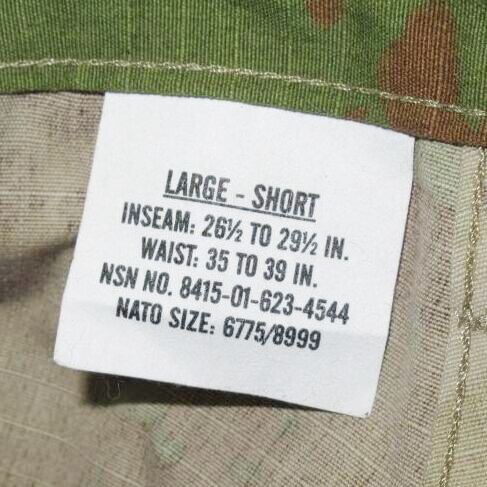 LARGE - SHORT
INSEAM: 26½ TO 29½ IN.
WAIST: 35 TO 39 IN.
NSN NO. 8415-01-623-4544
NATO SIZE: 6775/8999